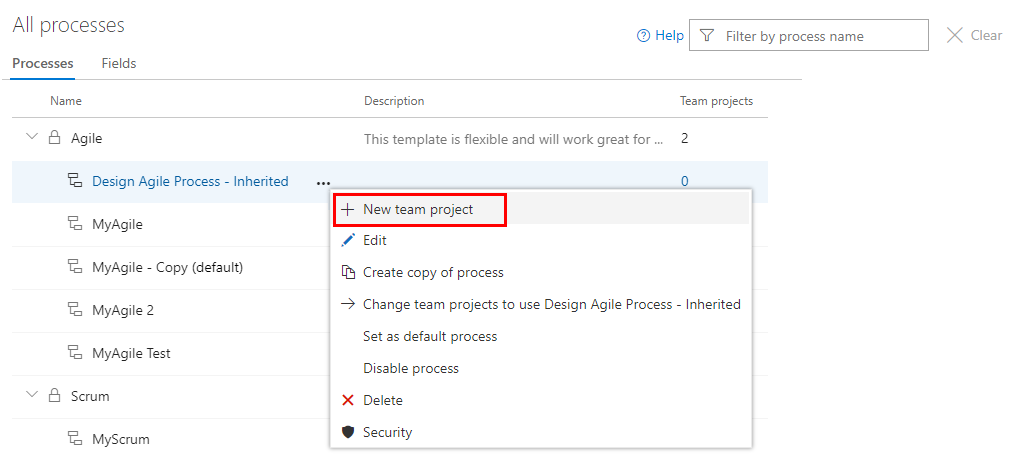 All processes
Help
Filter by process name
Clear
Processes Fields
Name Description Team projects
Agile This template is flexible and will work great for ... 2
Design Agile Process - Inherited ... 0
New team project
MyAgile
Edit
MyAgile - Copy (default)
Create copy of process
Change team projects to use Design Agile Process - Inherited
MyAgile 2
Set as default process
MyAgile Test
Disable process
Scrum
Delete
MyScrum
Security